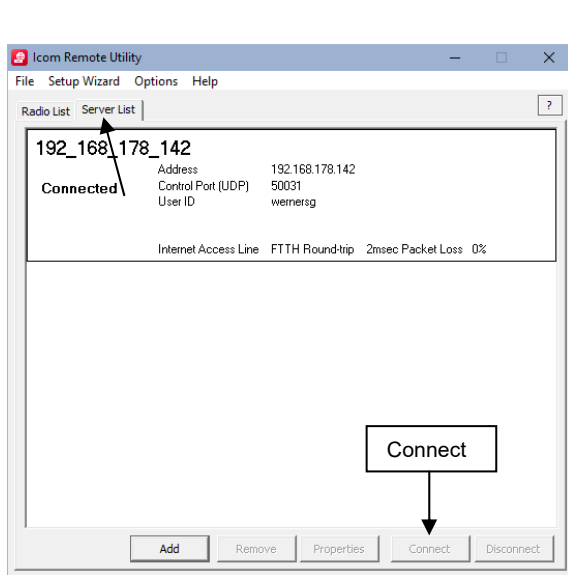 Icom Remote Utility
File Setup Wizard Options Help
Radio List Server List ?
192_168_178_142
Address 192.168.178.142
Connected Control Port (UDP) 50031
User ID wernersg
Internet Access Line FTTH Round-trip 2msec Packet Loss 0%
Connect
Add Remove Properties Connect Disconnect